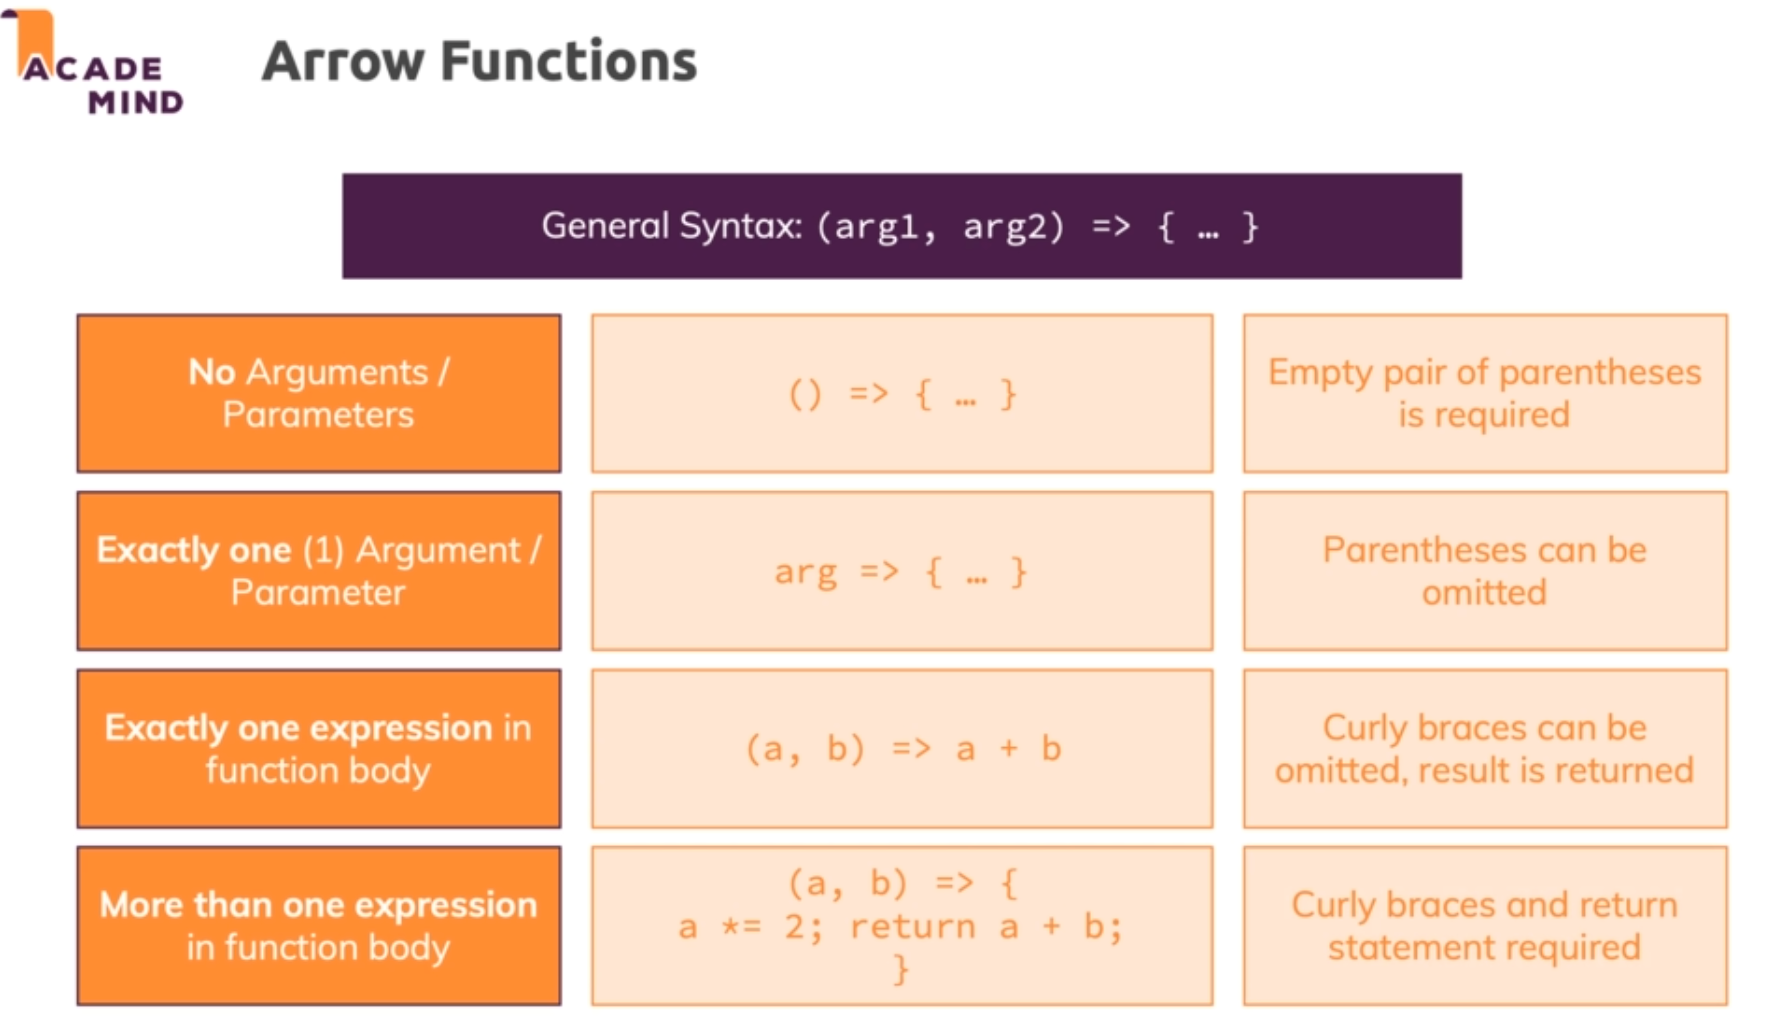 ACADE
MIND
Arrow Functions
General Syntax: (arg1, arg2) => { … }
No Arguments /
Parameters
() => { … }
Empty pair of parentheses
is required
Exactly one (1) Argument /
Parameter
arg => { … }
Parentheses can be
omitted
Exactly one expression in
function body
(a, b) => a + b
Curly braces can be
omitted, result is returned
More than one expression
in function body
(a, b) => {
a *= 2; return a + b;
}
Curly braces and return
statement required